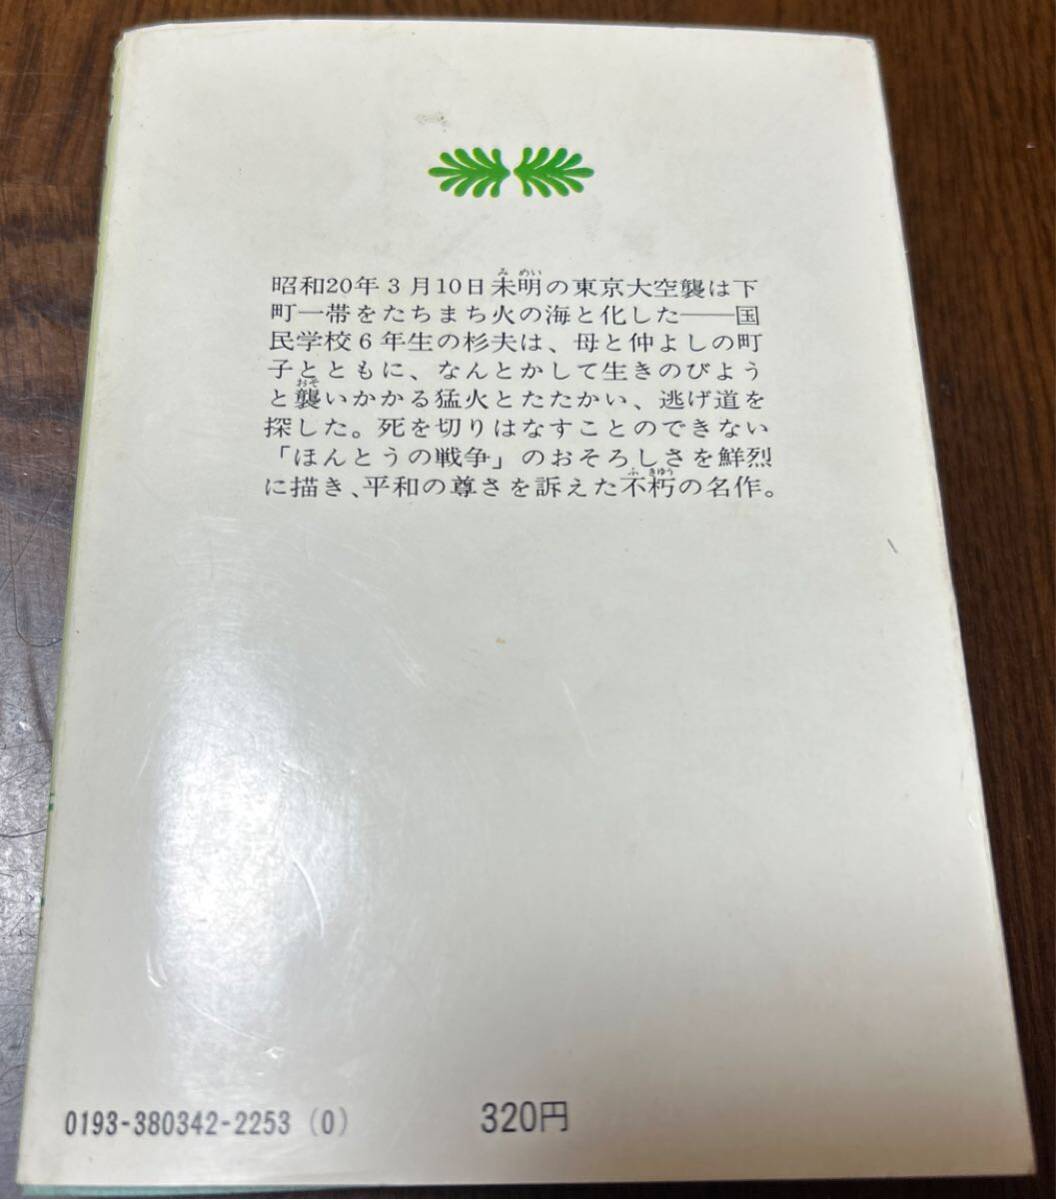 昭和20年3月10日未明の東京大空襲は下
町一帯をたちまち火の海と化した――国
民学校6年生の杉夫は、母と仲よしの町
子とともに、なんとかして生きのびよう
と襲いかかる猛火とたたかい、逃げ道を
探した。死を切りはなすことのできない
「ほんとうの戦争」のおそろしさを鮮烈
に描き、平和の尊さを訴えた不朽の名作。
0193-380342-2253 (0) 320円